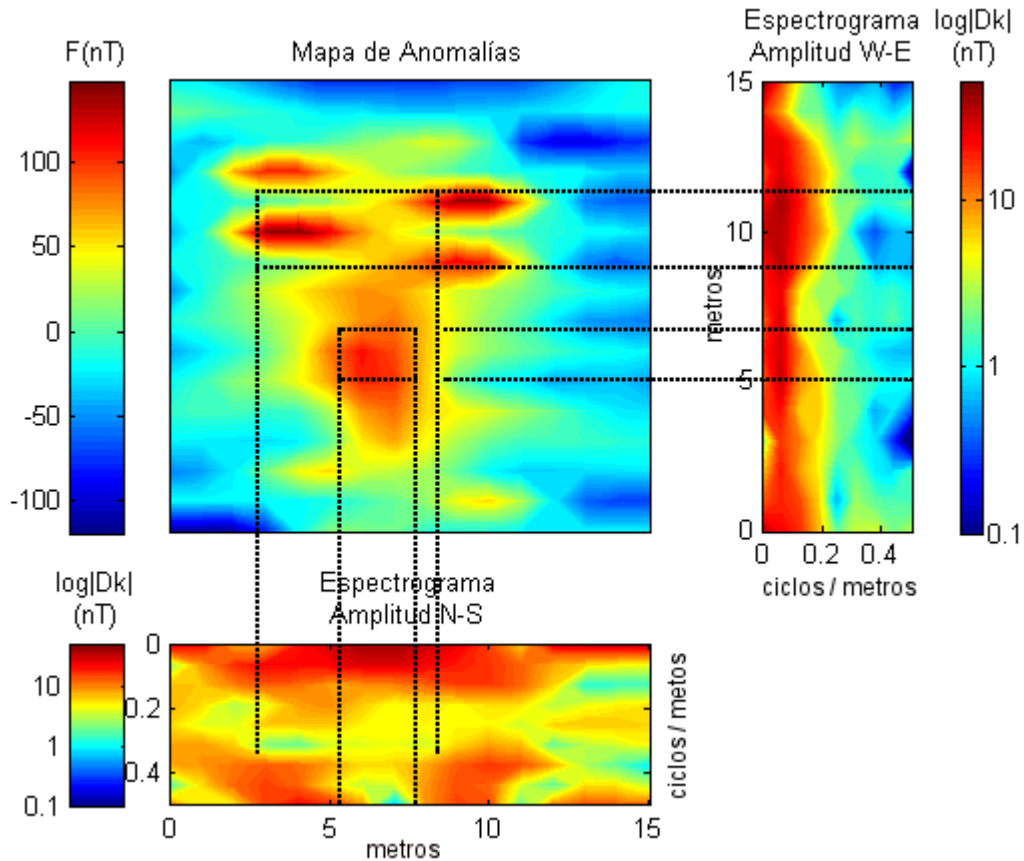 F(nT)
100
50
0
-50
-100
Mapa de Anomalías
Espectrograma
Amplitud W-E
15
10
5
0
metros
0
0.2
0.4
ciclos / metros
log|Dk|
(nT)
10
1
0.1
log|Dk|
(nT)
10
1
0.1
Espectrograma
Amplitud N-S
0
0.2
0.4
ciclos / metos
0
5
10
15
metros